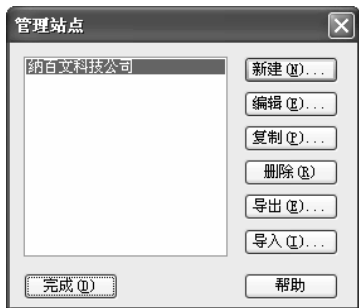 管理站点
纳百文科技公司
新建(N)...
编辑(E)...
复制(P)...
删除(R)
导出(E)...
导入(I)...
完成(D)
帮助